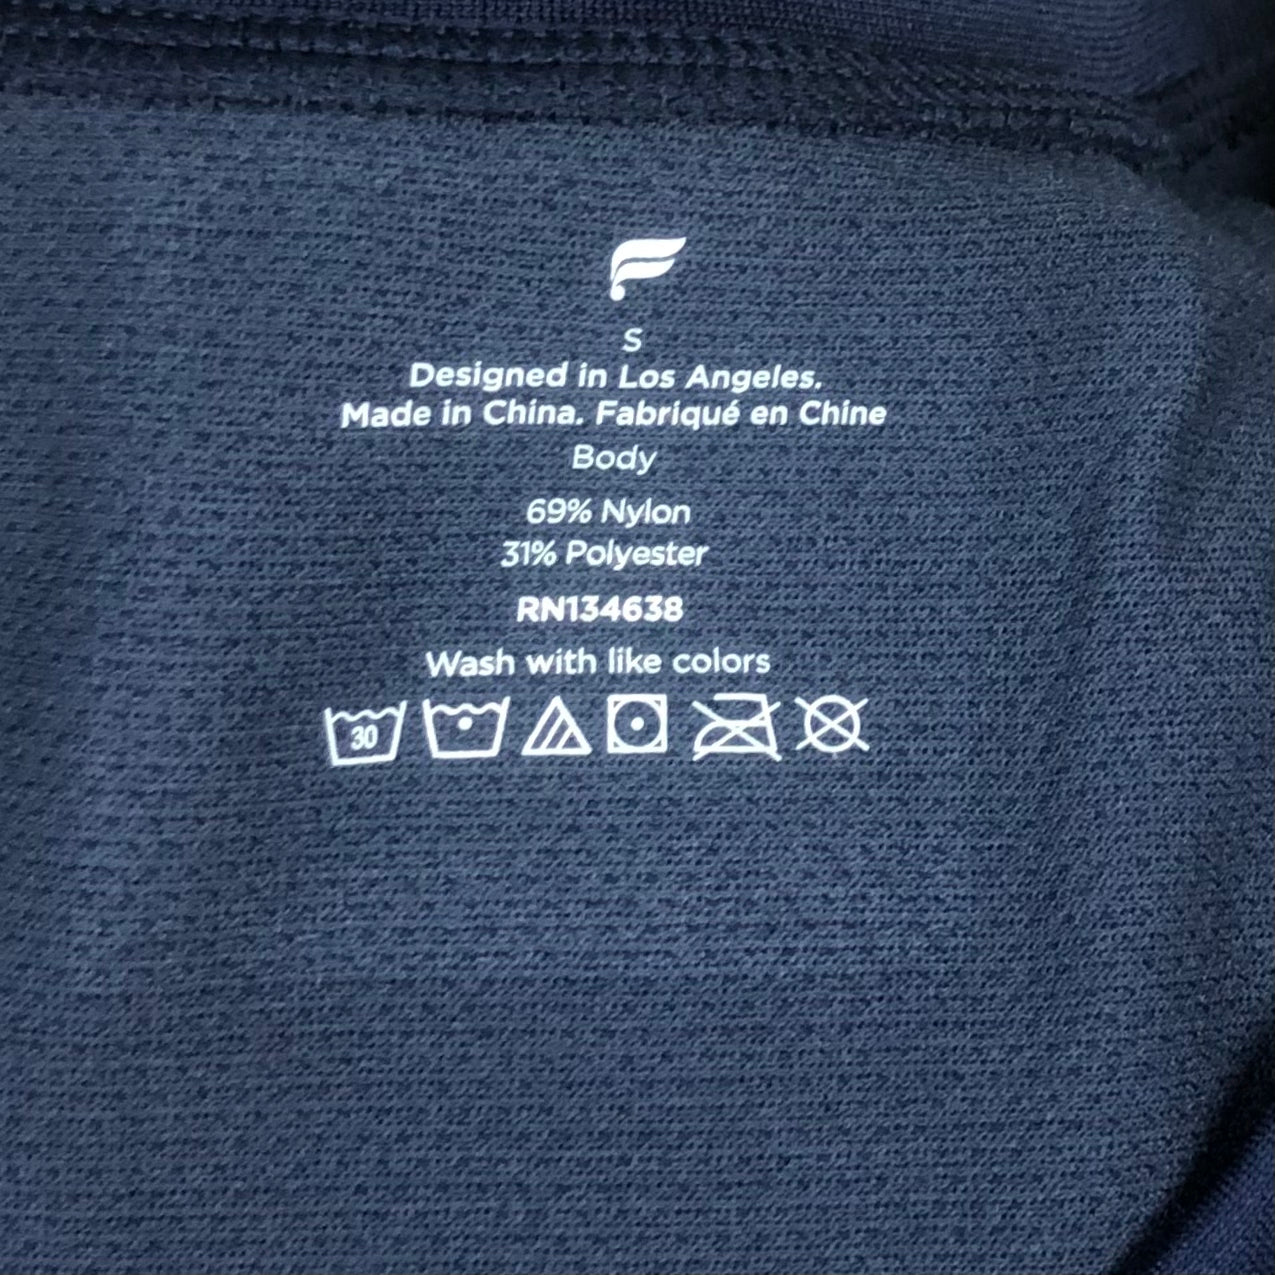 S
Designed in Los Angeles.
Made in China. Fabriqué en Chine
Body
69% Nylon
31% Polyester
RN134638
Wash with like colors
30